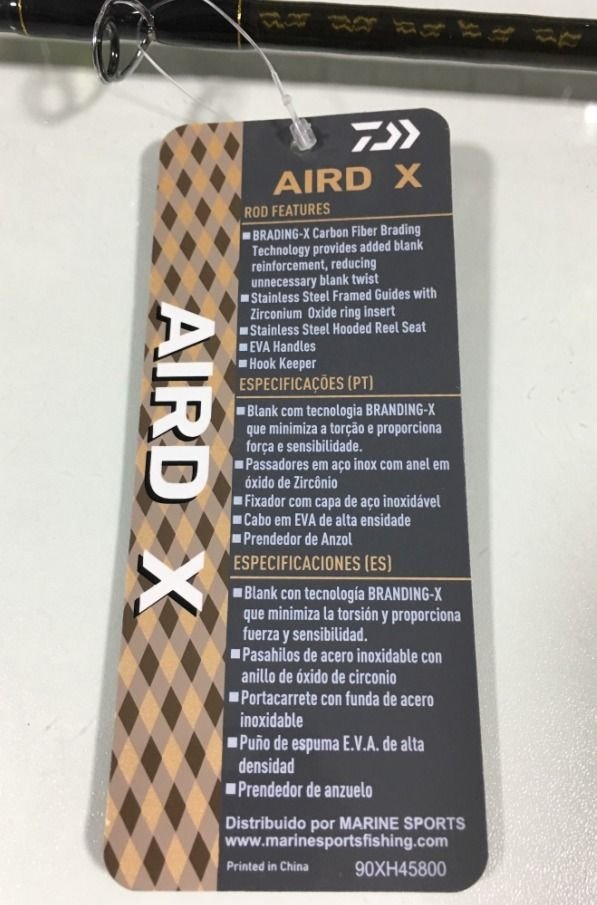 AIRD X
ROD FEATURES
■ BRADING-X Carbon Fiber Brading
Technology provides added blank
reinforcement, reducing
unnecessary blank twist
■ Stainless Steel Framed Guides with
Zirconium Oxide ring insert
■ Stainless Steel Hooded Reel Seat
■ EVA Handles
■ Hook Keeper
ESPECIFICAÇÕES (PT)
■ Blank com tecnologia BRANDING-X
que minimiza a torção e proporciona
força e sensibilidade.
■ Passadores em aço inox com anel em
óxido de Zircônio
■ Fixador com capa de aço inoxidável
■ Cabo em EVA de alta ensidade
■ Prendedor de Anzol
ESPECIFICACIONES (ES)
■ Blank con tecnología BRANDING-X
que minimiza la torsión y proporciona
fuerza y sensibilidad.
■ Pasahilos de acero inoxidable con
anillo de óxido de circonio
■ Portacarrete con funda de acero
inoxidable
■ Puño de espuma E.V.A. de alta
densidad
■ Prendedor de anzuelo
Distribuido por MARINE SPORTS
www.marinesportsfishing.com
Printed in China 90XH45800
AIRD X